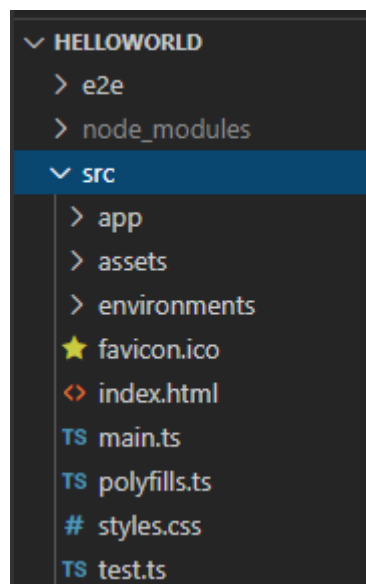 HELLOWORLD
e2e
node_modules
src
app
assets
environments
favicon.ico
<> index.html
TS main.ts
TS polyfills.ts
# styles.css
TS test.ts